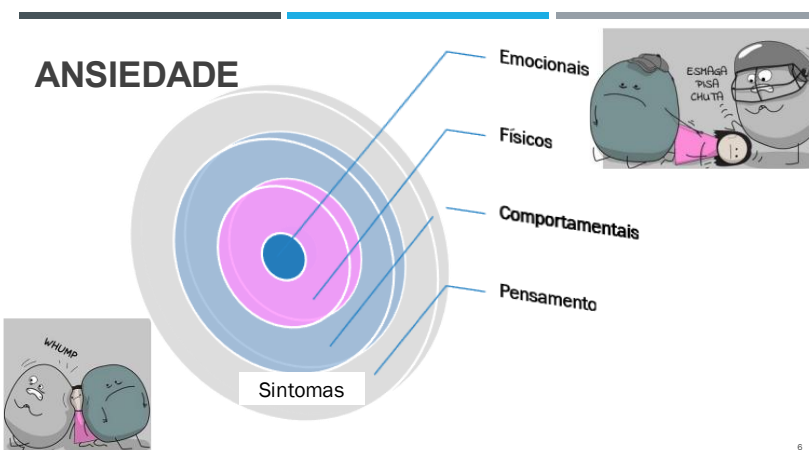 ANSIEDADE
Emocionais
Físicos
Comportamentais
Pensamento
Sintomas
ESMAGA
PISA
CHUTA
WHUMP
6